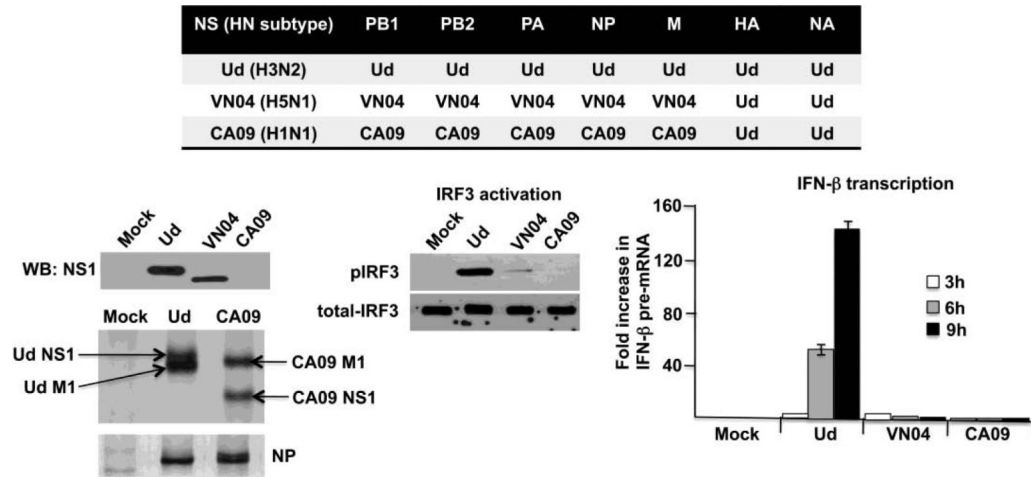 NS (HN subtype) PB1 PB2 PA NP M HA NA
Ud (H3N2) Ud Ud Ud Ud Ud Ud Ud
VN04 (H5N1) VN04 VN04 VN04 VN04 VN04 Ud Ud
CA09 (H1N1) CA09 CA09 CA09 CA09 CA09 Ud Ud
Mock Ud VN04 CA09
WB: NS1
Mock Ud CA09
Ud NS1
Ud M1
CA09 M1
CA09 NS1
NP
IRF3 activation
Mock Ud VN04 CA09
pIRF3
total-IRF3
IFN-β transcription
Fold increase in
IFN-β pre-mRNA
160
120
80
40
3h
6h
9h
Mock Ud VN04 CA09